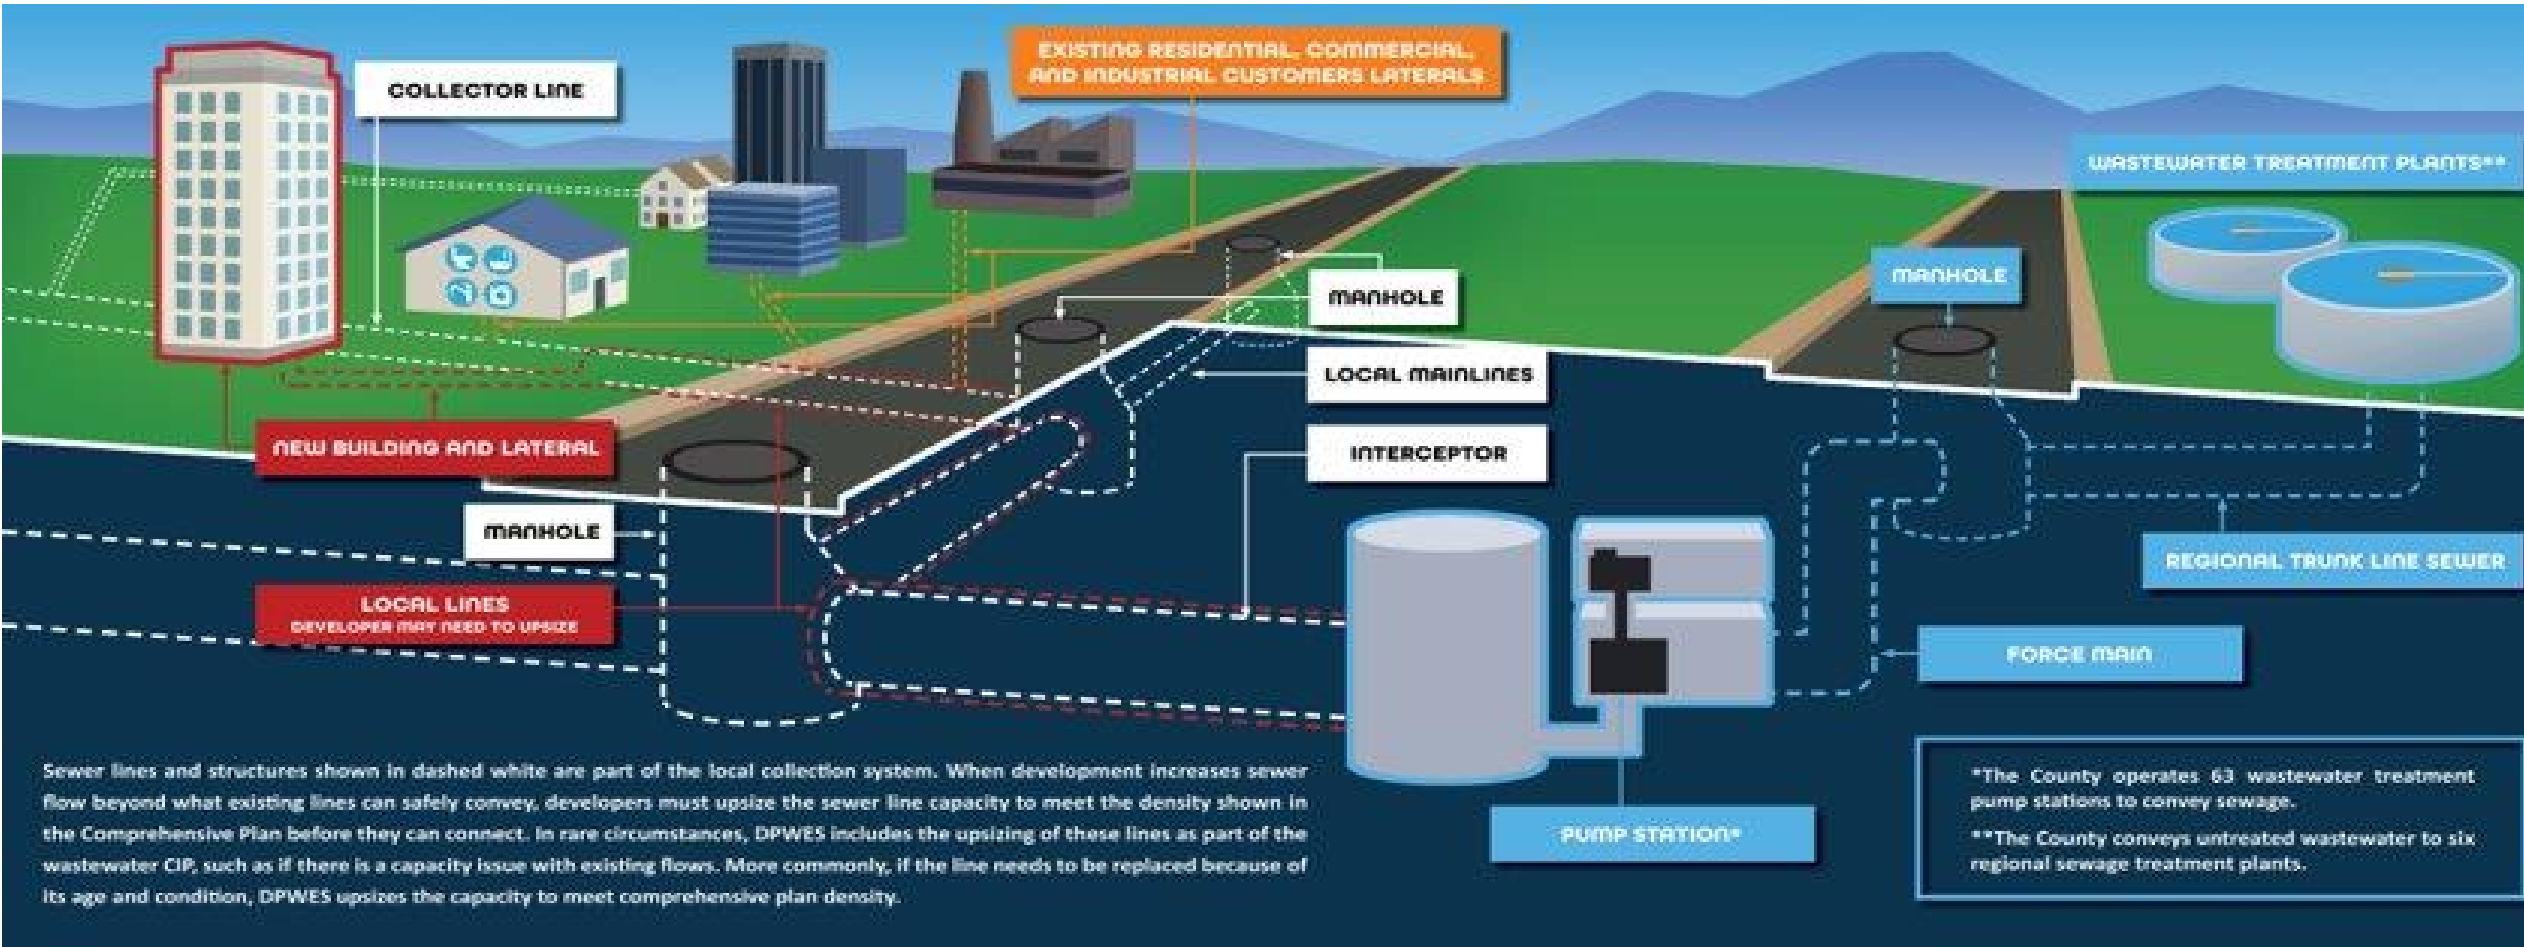 EXISTING RESIDENTIAL, COMMERCIAL,
AND INDUSTRIAL CUSTOMERS LATERALS
COLLECTOR LINE
WASTEWATER TREATMENT PLANTS**
MANHOLE
MANHOLE
LOCAL MAINLINES
NEW BUILDING AND LATERAL
INTERCEPTOR
MANHOLE
REGIONAL TRUNK LINE SEWER
LOCAL LINES
DEVELOPER MAY NEED TO UPSIZE
FORCE MAIN
PUMP STATION*
Sewer lines and structures shown in dashed white are part of the local collection system. When development increases sewer
flow beyond what existing lines can safely convey, developers must upsize the sewer line capacity to meet the density shown in
the Comprehensive Plan before they can connect. In rare circumstances, DPWES includes the upsizing of these lines as part of the
wastewater CIP, such as if there is a capacity issue with existing flows. More commonly, if the line needs to be replaced because of
its age and condition, DPWES upsizes the capacity to meet comprehensive plan density.
*The County operates 63 wastewater treatment
pump stations to convey sewage.
**The County conveys untreated wastewater to six
regional sewage treatment plants.